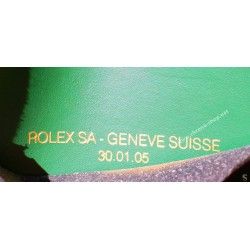 ROLEX SA - GENEVE SUISSE
30.01.05